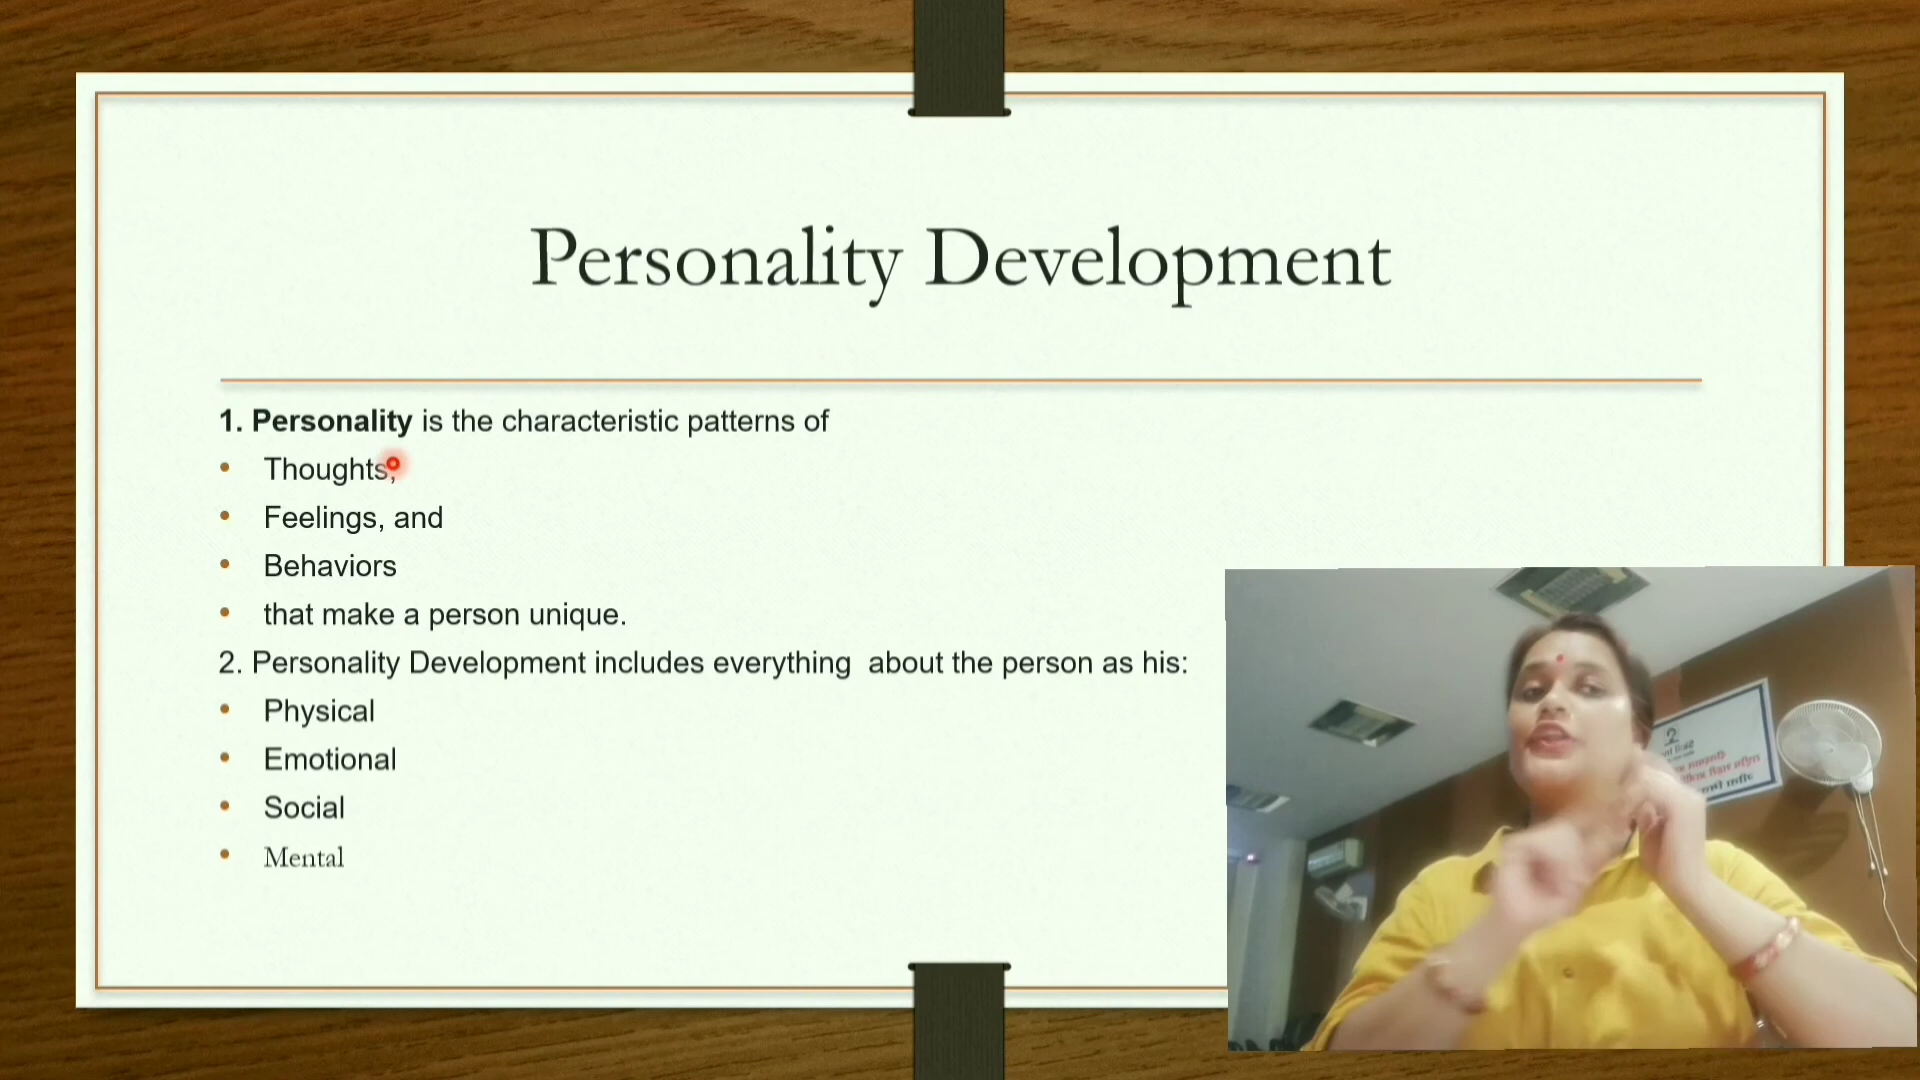 Personality Development
1. Personality is the characteristic patterns of
• Thoughts,
• Feelings, and
• Behaviors
• that make a person unique.
2. Personality Development includes everything  about the person as his:
• Physical
• Emotional
• Social
• Mental
2